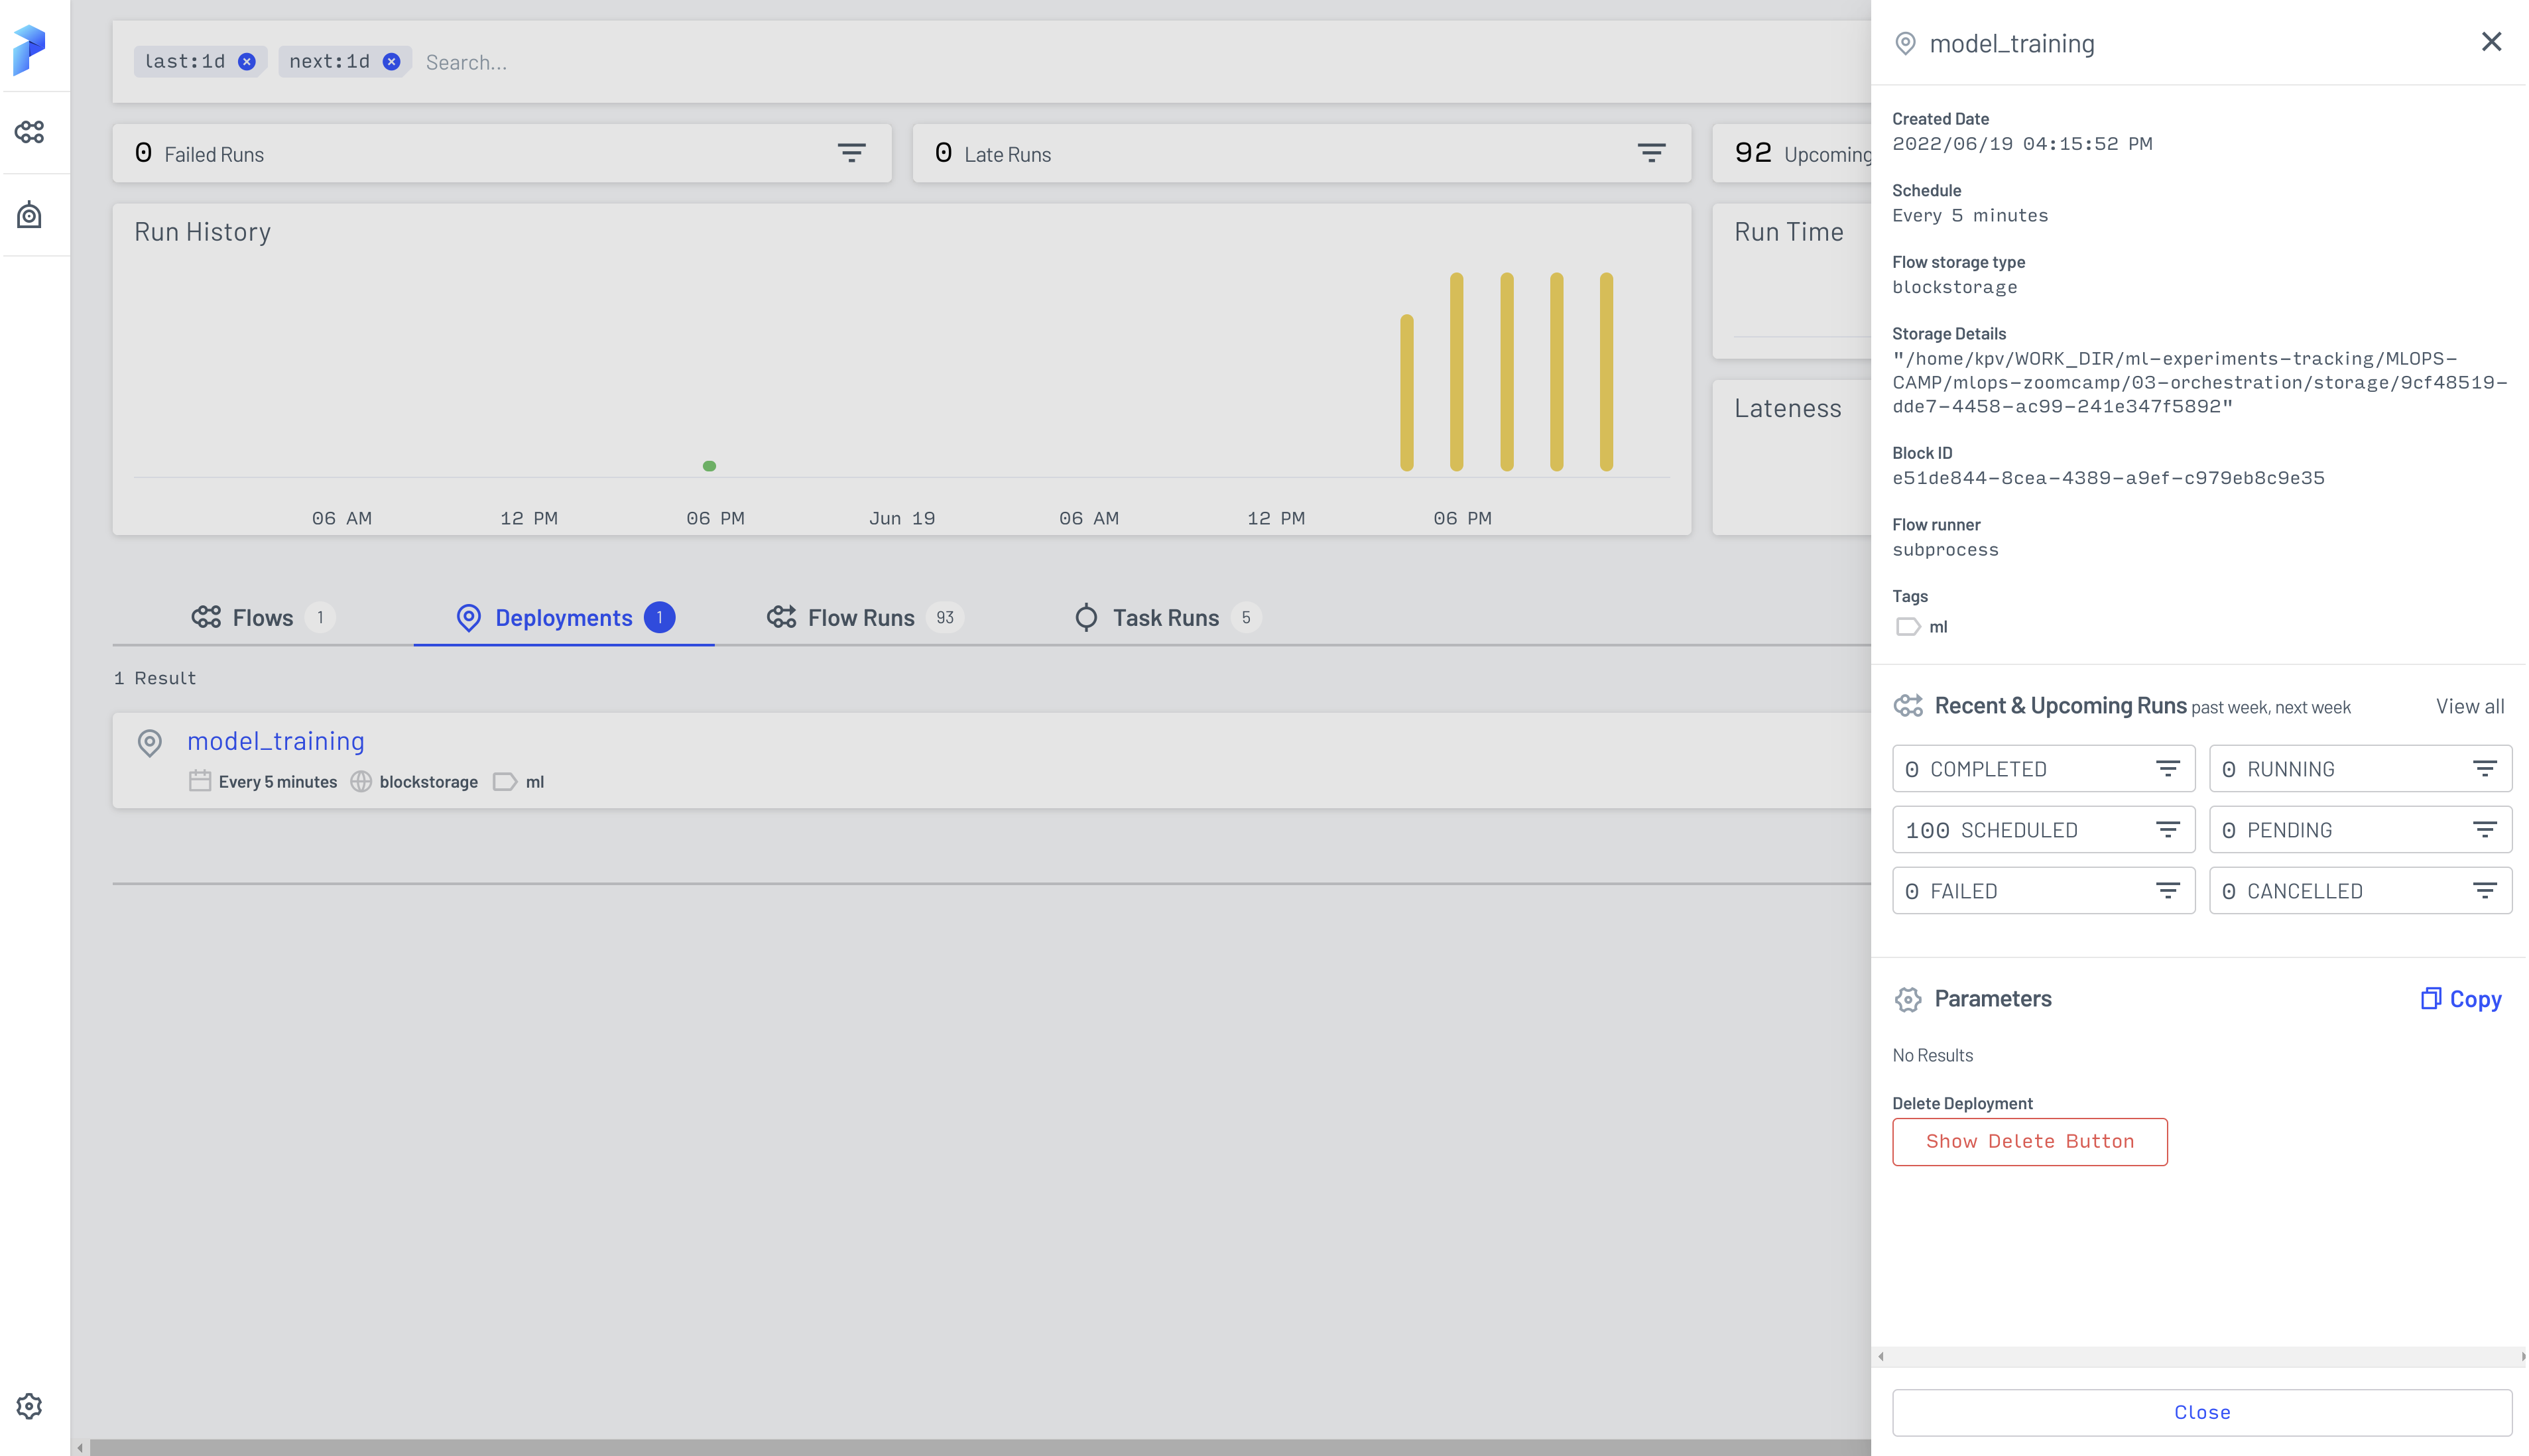 last:1d
next:1d
Search...
0 Failed Runs
0 Late Runs
92 Upcoming
Run History
06 AM
12 PM
06 PM
Jun 19
06 AM
12 PM
06 PM
Run Time
Lateness
Flows 1
Deployments 1
Flow Runs 93
Task Runs 5
1 Result
model_training
Every 5 minutes
blockstorage
ml
model_training
Created Date
2022/06/19 04:15:52 PM
Schedule
Every 5 minutes
Flow storage type
blockstorage
Storage Details
"/home/kpv/WORK_DIR/ml-experiments-tracking/MLOPS-
CAMP/mlops-zoomcamp/03-orchestration/storage/9cf48519-
dde7-4458-ac99-241e347f5892"
Block ID
e51de844-8cea-4389-a9ef-c979eb8c9e35
Flow runner
subprocess
Tags
ml
Recent & Upcoming Runs past week, next week
View all
0 COMPLETED
0 RUNNING
100 SCHEDULED
0 PENDING
0 FAILED
0 CANCELLED
Parameters
Copy
No Results
Delete Deployment
Show Delete Button
Close